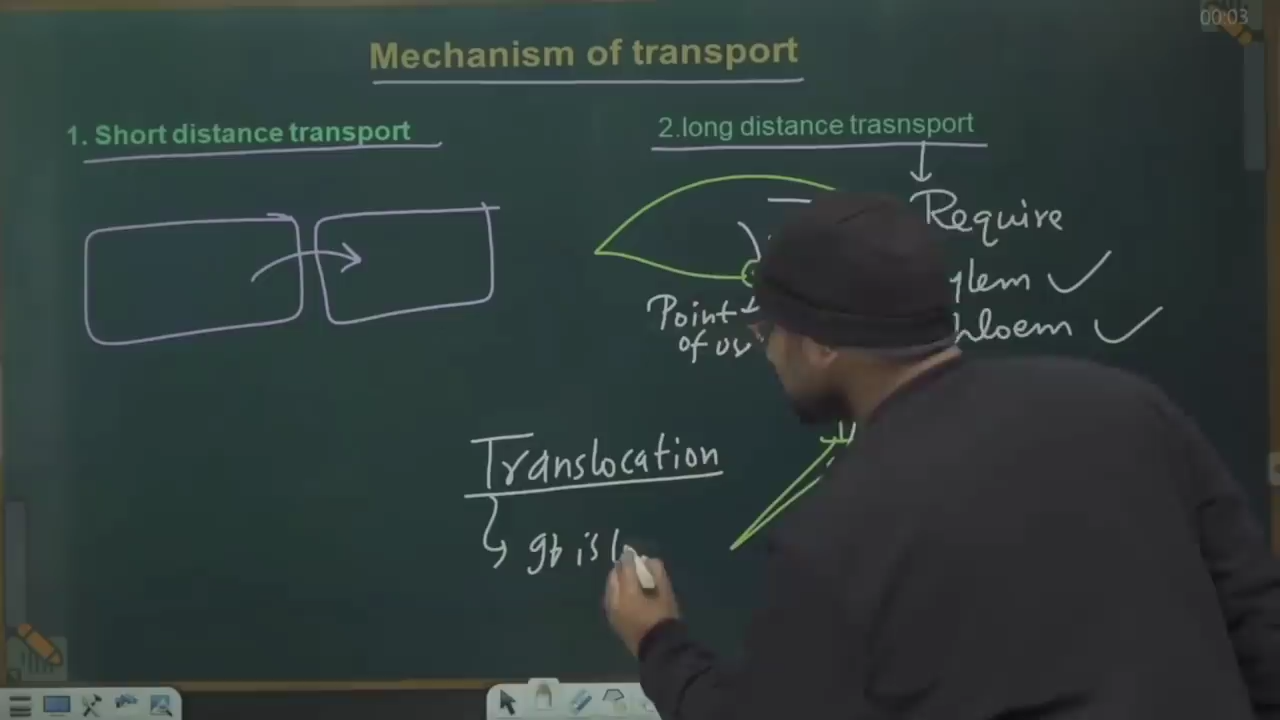 00:03
Mechanism of transport
1. Short distance transport
2.long distance trasnsport
Require
ylem
hloem
Point
of us
Translocation
It is